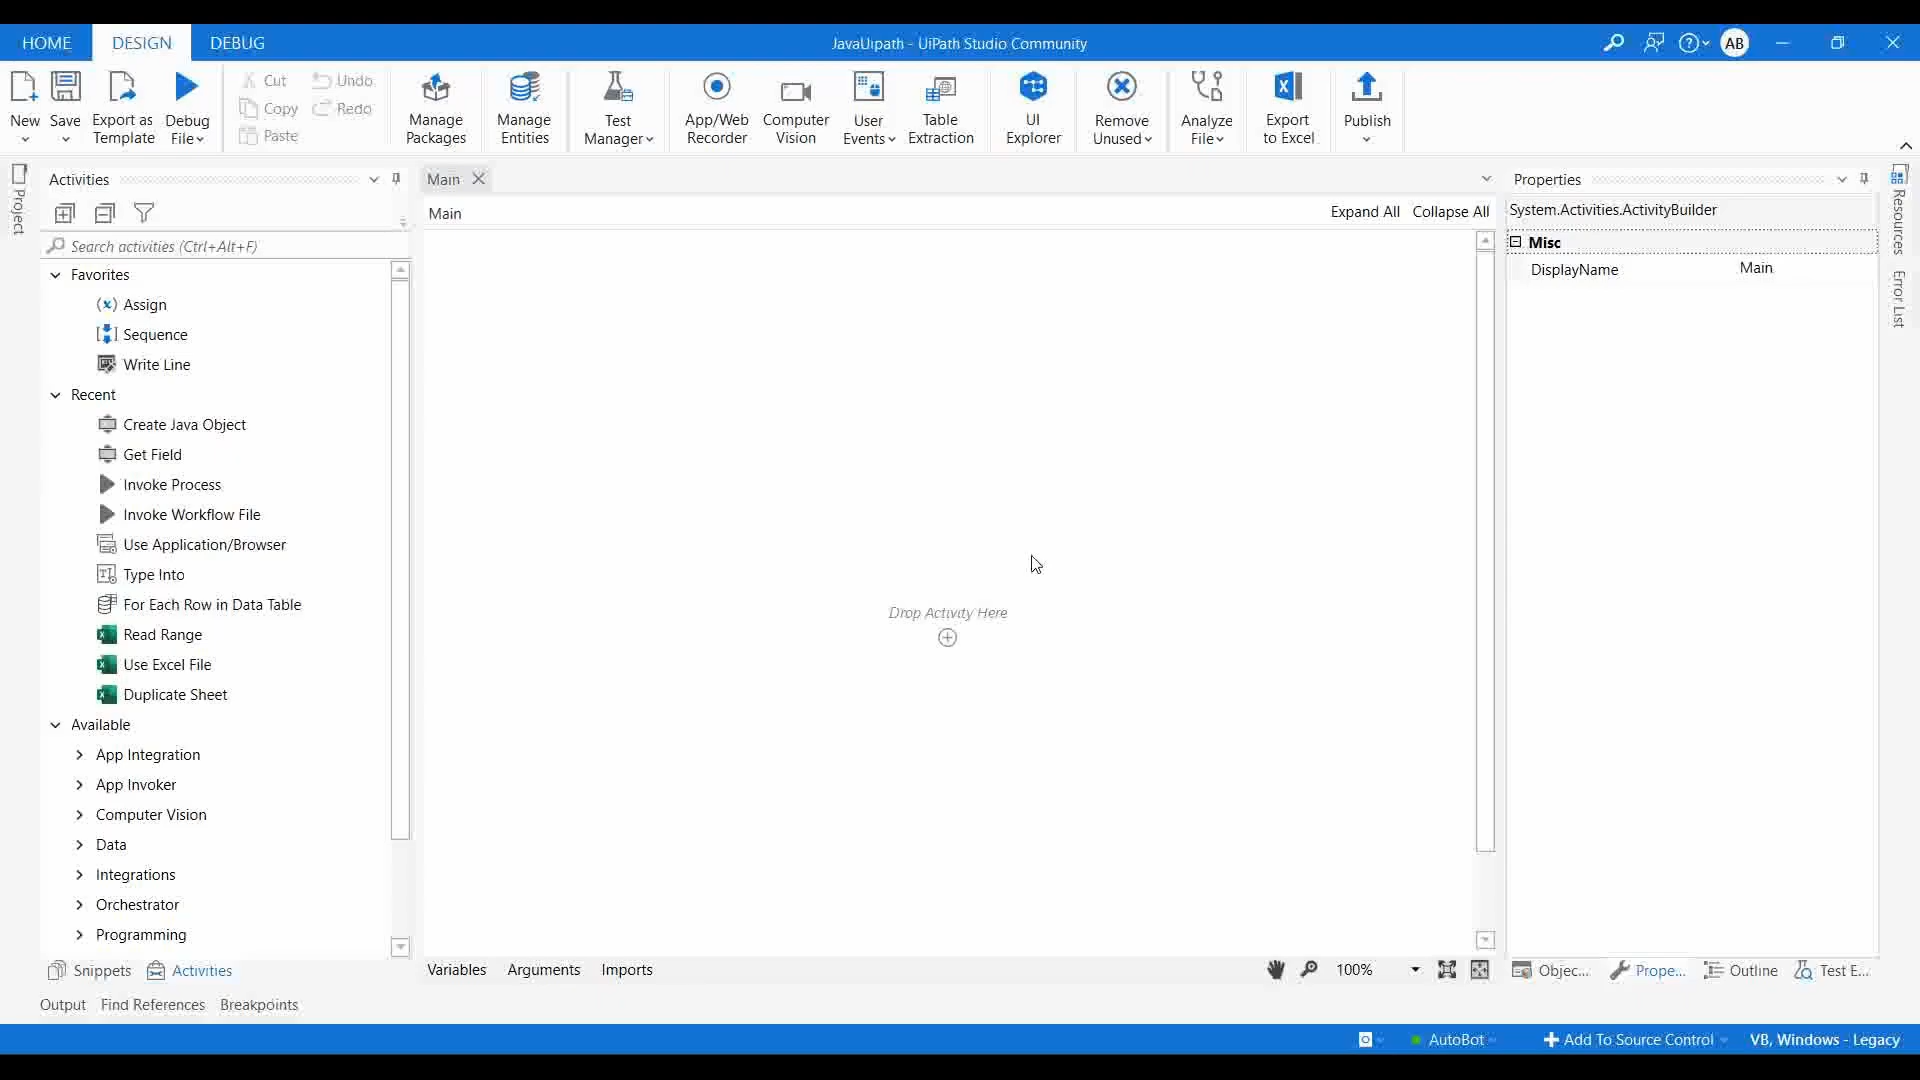 HOME DESIGN DEBUG JavaUipath - UiPath Studio Community AB
New Save Export as Template Debug File Cut Copy Paste Undo Redo Manage Packages Manage Entities Test Manager App/Web Recorder Computer Vision User Events Table Extraction UI Explorer Remove Unused Analyze File Export to Excel Publish
Project
Activities
Search activities (Ctrl+Alt+F)
Favorites
Assign
Sequence
Write Line
Recent
Create Java Object
Get Field
Invoke Process
Invoke Workflow File
Use Application/Browser
Type Into
For Each Row in Data Table
Read Range
Use Excel File
Duplicate Sheet
Available
App Integration
App Invoker
Computer Vision
Data
Integrations
Orchestrator
Programming
Snippets Activities
Main
Main Expand All Collapse All
Drop Activity Here
Variables Arguments Imports 100%
Properties
System.Activities.ActivityBuilder
Misc
DisplayName Main
Objec... Prope... Outline Test E...
Resources
Error List
Output Find References Breakpoints
AutoBot Add To Source Control VB, Windows - Legacy